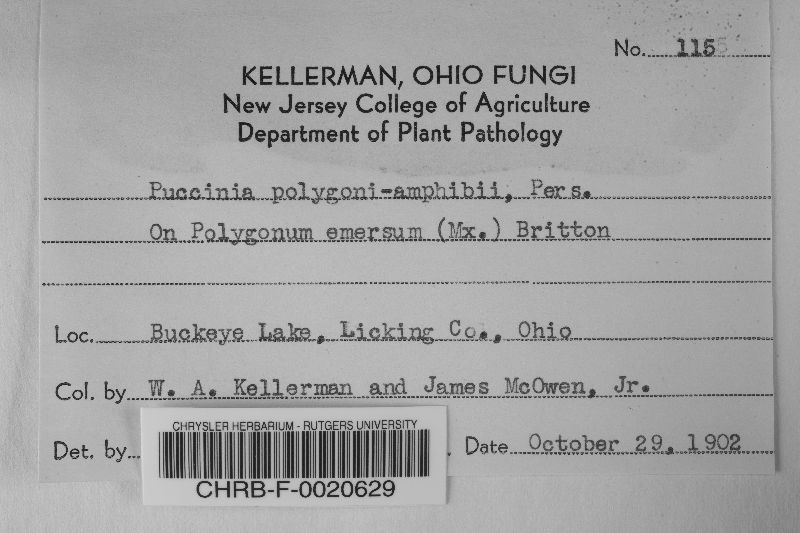 No. 115
KELLERMAN, OHIO FUNGI
New Jersey College of Agriculture
Department of Plant Pathology
Puccinia polygoni-amphibii, Pers.
On Polygonum emersum (Mx.) Britton
Loc. Buckeye Lake, Licking Co., Ohio
Col. by W. A. Kellerman and James McOwen, Jr.
Det. by Date October 29, 1902
CHRYSLER HERBARIUM - RUTGERS UNIVERSITY
CHRB-F-0020629